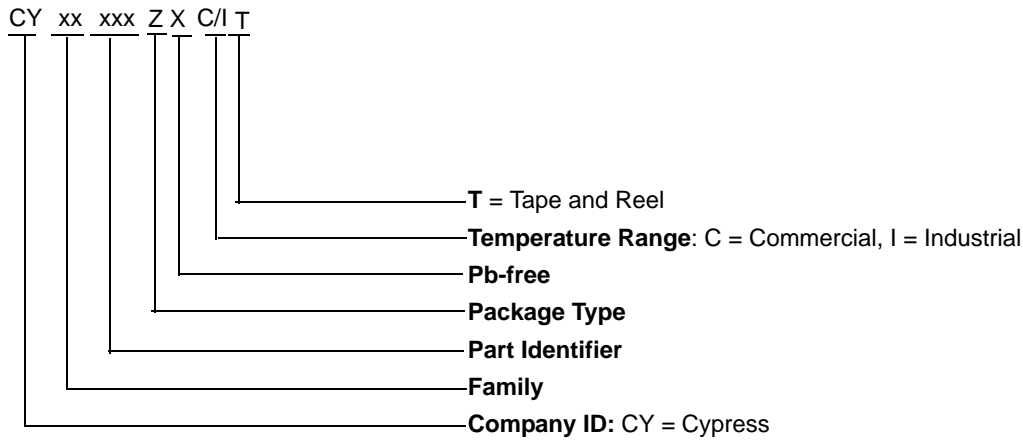 CY xx xxx Z X C/I T
T = Tape and Reel
Temperature Range: C = Commercial, I = Industrial
Pb-free
Package Type
Part Identifier
Family
Company ID: CY = Cypress